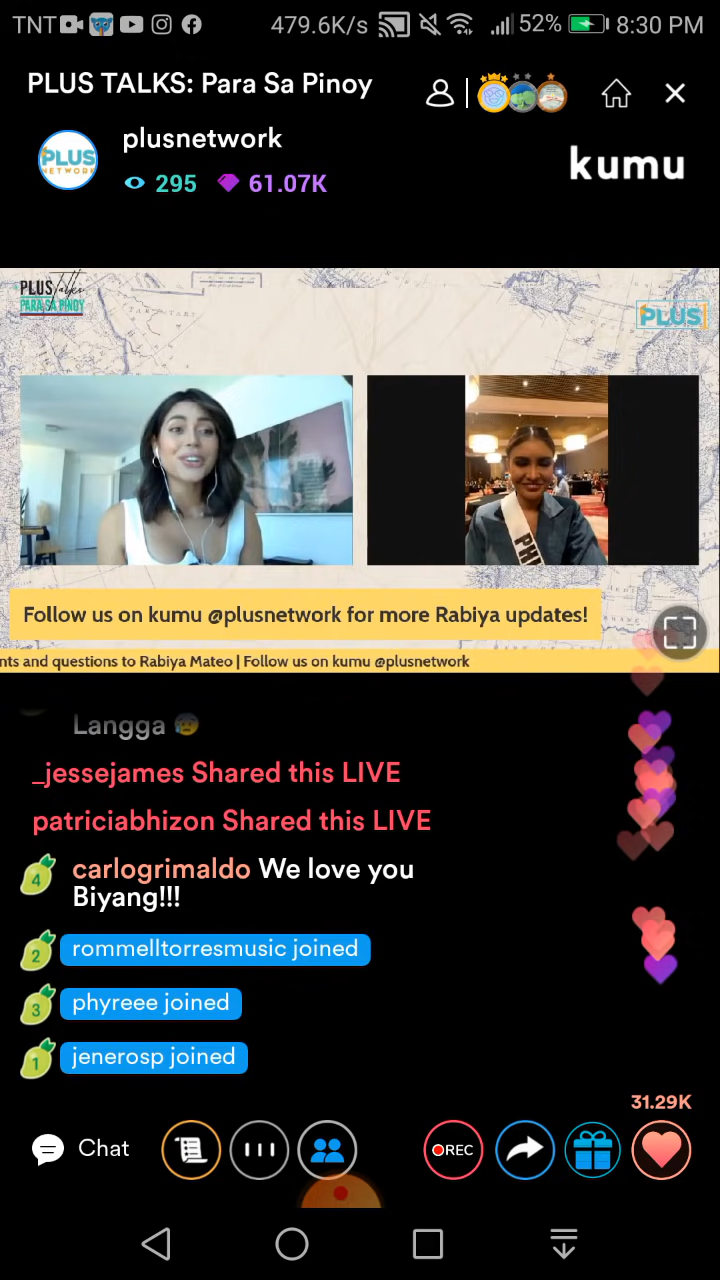 TNT 479.6K/s 52% 8:30 PM
PLUS TALKS: Para Sa Pinoy
plusnetwork
PLUS
NETWORK
295 61.07K
kumu
PLUS Talks
PARA SA PINOY
PLUS
PHI
Follow us on kumu @plusnetwork for more Rabiya updates!
nts and questions to Rabiya Mateo | Follow us on kumu @plusnetwork
Langga
_jessejames Shared this LIVE
patriciabhizon Shared this LIVE
4 carlogrimaldo We love you
Biyang!!!
2 rommelltorresmusic joined
3 phyreee joined
1 jenerosp joined
31.29K
Chat
REC